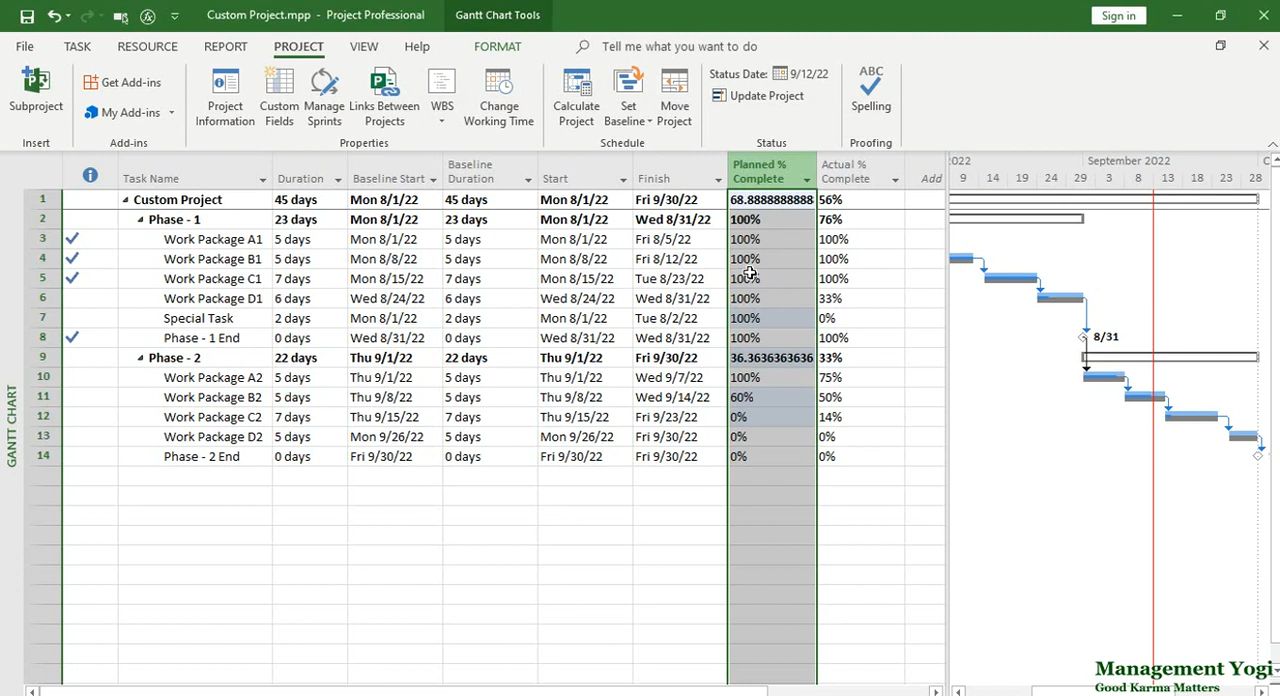 Custom Project.mpp - Project Professional
Gantt Chart Tools
Sign in
File TASK RESOURCE REPORT PROJECT VIEW Help FORMAT Tell me what you want to do
Subproject
Insert
Get Add-ins
My Add-ins
Add-ins
Project Information
Custom Fields
Manage Sprints
Links Between Projects
WBS
Change Working Time
Properties
Calculate Project
Set Baseline
Move Project
Schedule
Status Date: 9/12/22
Update Project
Status
ABC
Spelling
Proofing
Task Name Duration Baseline Start Baseline Duration Start Finish Planned % Complete Actual % Complete Add
2022 September 2022 C
9 14 19 24 29 3 8 13 18 23 28
1 Custom Project 45 days Mon 8/1/22 45 days Mon 8/1/22 Fri 9/30/22 68.8888888888 56%
2 Phase - 1 23 days Mon 8/1/22 23 days Mon 8/1/22 Wed 8/31/22 100% 76%
3 Work Package A1 5 days Mon 8/1/22 5 days Mon 8/1/22 Fri 8/5/22 100% 100%
4 Work Package B1 5 days Mon 8/8/22 5 days Mon 8/8/22 Fri 8/12/22 100% 100%
5 Work Package C1 7 days Mon 8/15/22 7 days Mon 8/15/22 Tue 8/23/22 100% 100%
6 Work Package D1 6 days Wed 8/24/22 6 days Wed 8/24/22 Wed 8/31/22 100% 33%
7 Special Task 2 days Mon 8/1/22 2 days Mon 8/1/22 Tue 8/2/22 100% 0%
8 Phase - 1 End 0 days Wed 8/31/22 0 days Wed 8/31/22 Wed 8/31/22 100% 100%
8/31
9 Phase - 2 22 days Thu 9/1/22 22 days Thu 9/1/22 Fri 9/30/22 36.3636363636 33%
10 Work Package A2 5 days Thu 9/1/22 5 days Thu 9/1/22 Wed 9/7/22 100% 75%
11 Work Package B2 5 days Thu 9/8/22 5 days Thu 9/8/22 Wed 9/14/22 60% 50%
12 Work Package C2 7 days Thu 9/15/22 7 days Thu 9/15/22 Fri 9/23/22 0% 14%
13 Work Package D2 5 days Mon 9/26/22 5 days Mon 9/26/22 Fri 9/30/22 0% 0%
14 Phase - 2 End 0 days Fri 9/30/22 0 days Fri 9/30/22 Fri 9/30/22 0% 0%
GANTT CHART
Management Yogi
Good Karma Matters